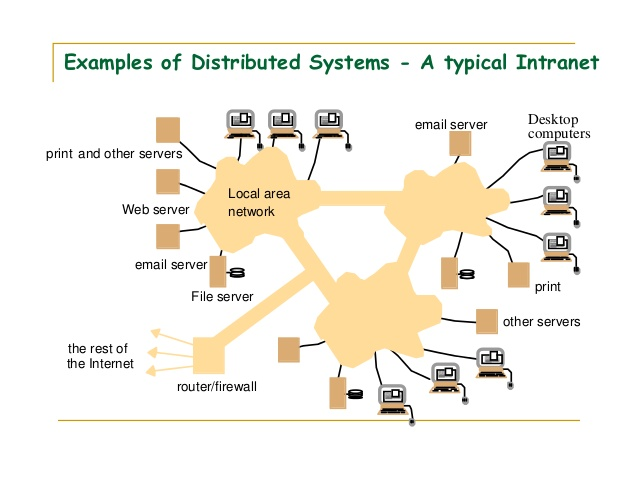 Examples of Distributed Systems - A typical Intranet
email server
Desktop
computers
print and other servers
Local area
network
Web server
email server
print
File server
other servers
the rest of
the Internet
router/firewall